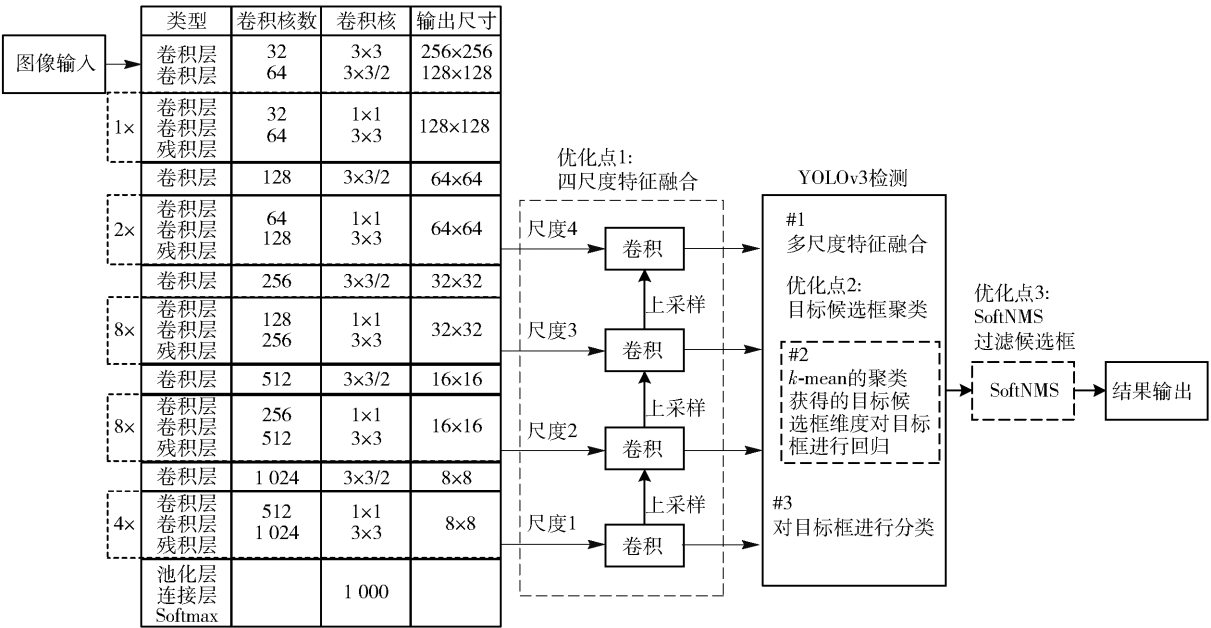 图像输入
类型 卷积核数 卷积核 输出尺寸
卷积层 32 3×3 256×256
卷积层 64 3×3/2 128×128
1×
卷积层 32 1×1
卷积层 64 3×3 128×128
残积层
卷积层 128 3×3/2 64×64
2×
卷积层 64 1×1
卷积层 128 3×3 64×64
残积层
卷积层 256 3×3/2 32×32
8×
卷积层 128 1×1
卷积层 256 3×3 32×32
残积层
卷积层 512 3×3/2 16×16
8×
卷积层 256 1×1
卷积层 512 3×3 16×16
残积层
卷积层 1 024 3×3/2 8×8
4×
卷积层 512 1×1
卷积层 1 024 3×3 8×8
残积层
池化层
连接层 1 000
Softmax
优化点1:
四尺度特征融合
尺度4
卷积
上采样
尺度3
卷积
上采样
尺度2
卷积
上采样
尺度1
卷积
YOLOv3检测
#1
多尺度特征融合
优化点2:
目标候选框聚类
#2
k-mean的聚类
获得的目标候
选框维度对目标
框进行回归
#3
对目标框进行分类
优化点3:
SoftNMS
过滤候选框
SoftNMS
结果输出